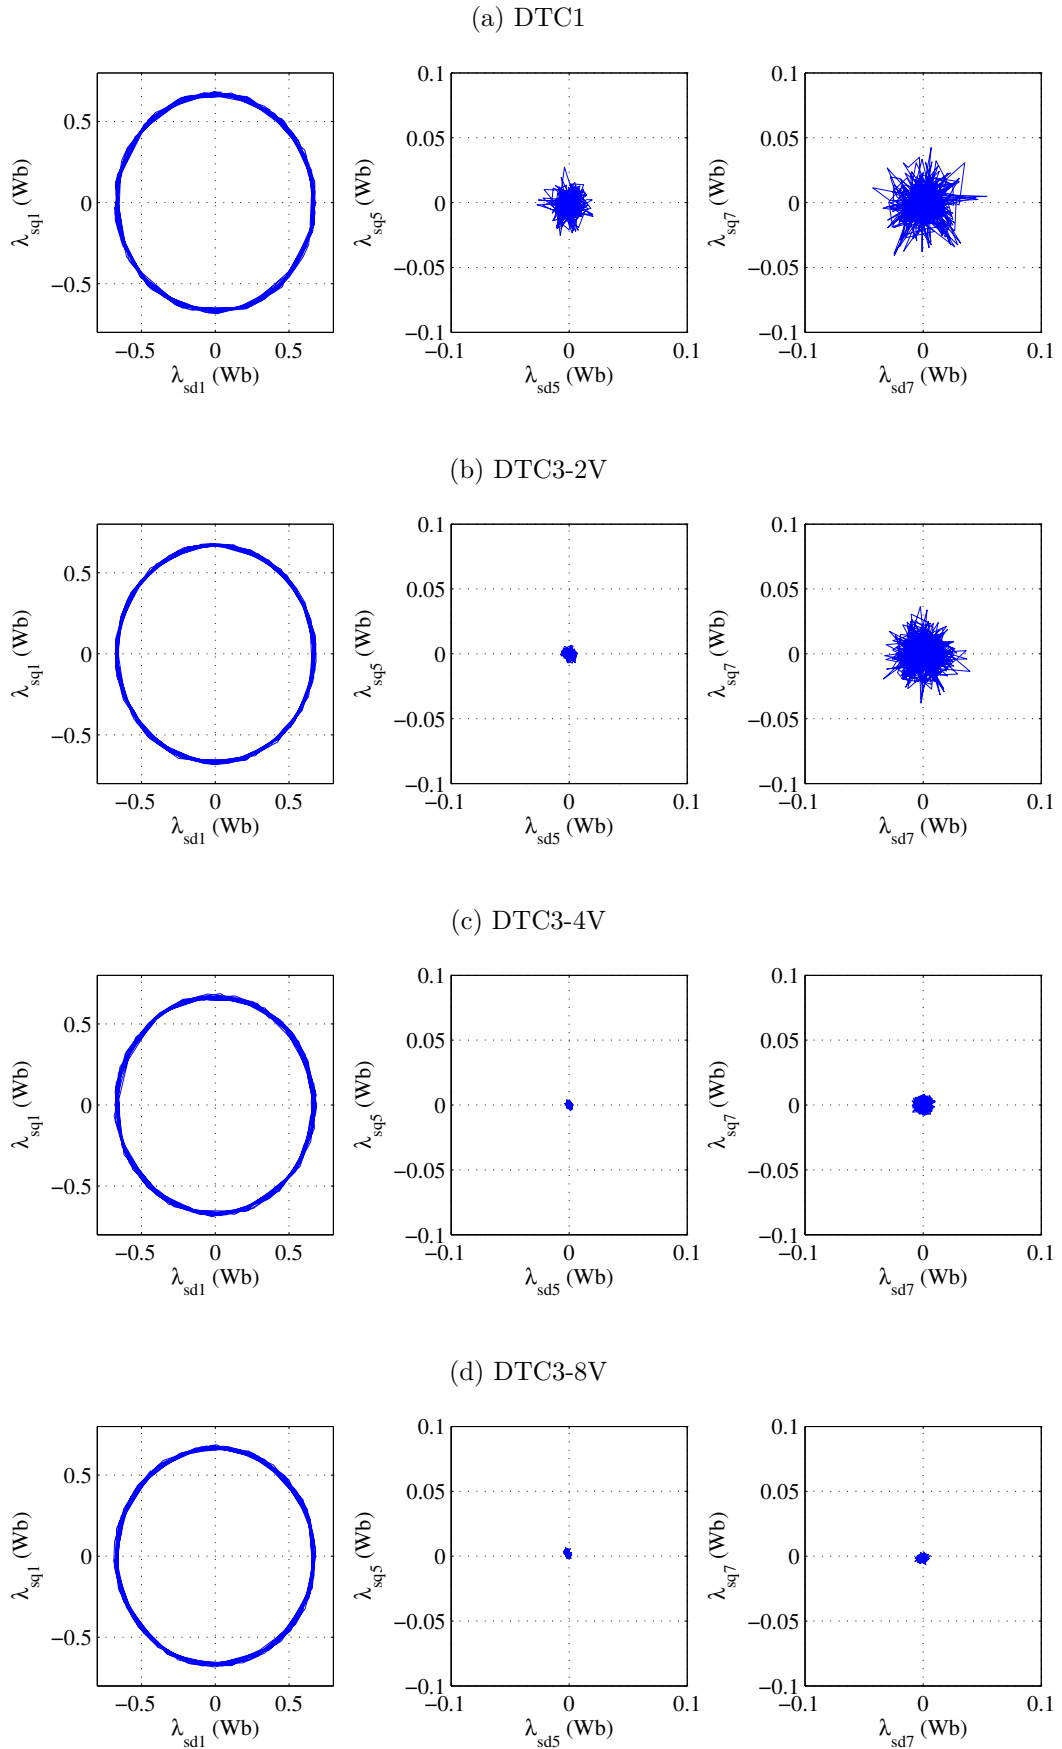 (a) DTC1
0.5
0
−0.5
−0.5 0 0.5
λsq1 (Wb)
λsd1 (Wb)
0.1
0.05
0
−0.05
−0.1
−0.1 0 0.1
λsq5 (Wb)
λsd5 (Wb)
0.1
0.05
0
−0.05
−0.1
−0.1 0 0.1
λsq7 (Wb)
λsd7 (Wb)
(b) DTC3-2V
0.5
0
−0.5
−0.5 0 0.5
λsq1 (Wb)
λsd1 (Wb)
0.1
0.05
0
−0.05
−0.1
−0.1 0 0.1
λsq5 (Wb)
λsd5 (Wb)
0.1
0.05
0
−0.05
−0.1
−0.1 0 0.1
λsq7 (Wb)
λsd7 (Wb)
(c) DTC3-4V
0.5
0
−0.5
−0.5 0 0.5
λsq1 (Wb)
λsd1 (Wb)
0.1
0.05
0
−0.05
−0.1
−0.1 0 0.1
λsq5 (Wb)
λsd5 (Wb)
0.1
0.05
0
−0.05
−0.1
−0.1 0 0.1
λsq7 (Wb)
λsd7 (Wb)
(d) DTC3-8V
0.5
0
−0.5
−0.5 0 0.5
λsq1 (Wb)
λsd1 (Wb)
0.1
0.05
0
−0.05
−0.1
−0.1 0 0.1
λsq5 (Wb)
λsd5 (Wb)
0.1
0.05
0
−0.05
−0.1
−0.1 0 0.1
λsq7 (Wb)
λsd7 (Wb)